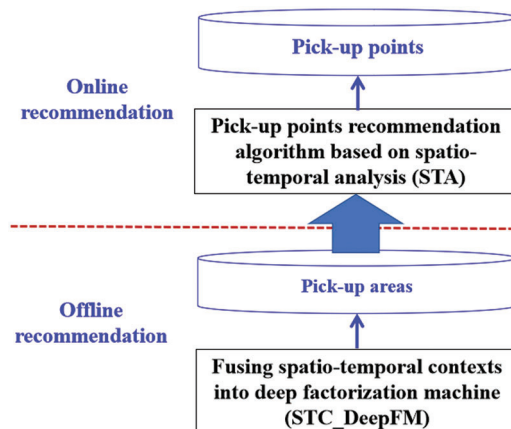 Pick-up points
Online
recommendation
Pick-up points recommendation
algorithm based on spatio-
temporal analysis (STA)
Pick-up areas
Offline
recommendation
Fusing spatio-temporal contexts
into deep factorization machine
(STC_DeepFM)